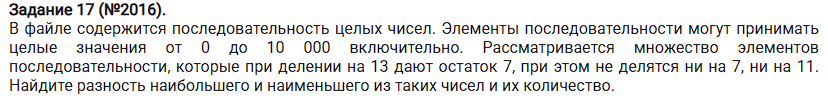 Задание 17 (№2016).
В файле содержится последовательность целых чисел. Элементы последовательности могут принимать
целые значения от 0 до 10 000 включительно. Рассматривается множество элементов
последовательности, которые при делении на 13 дают остаток 7, при этом не делятся ни на 7, ни на 11.
Найдите разность наибольшего и наименьшего из таких чисел и их количество.